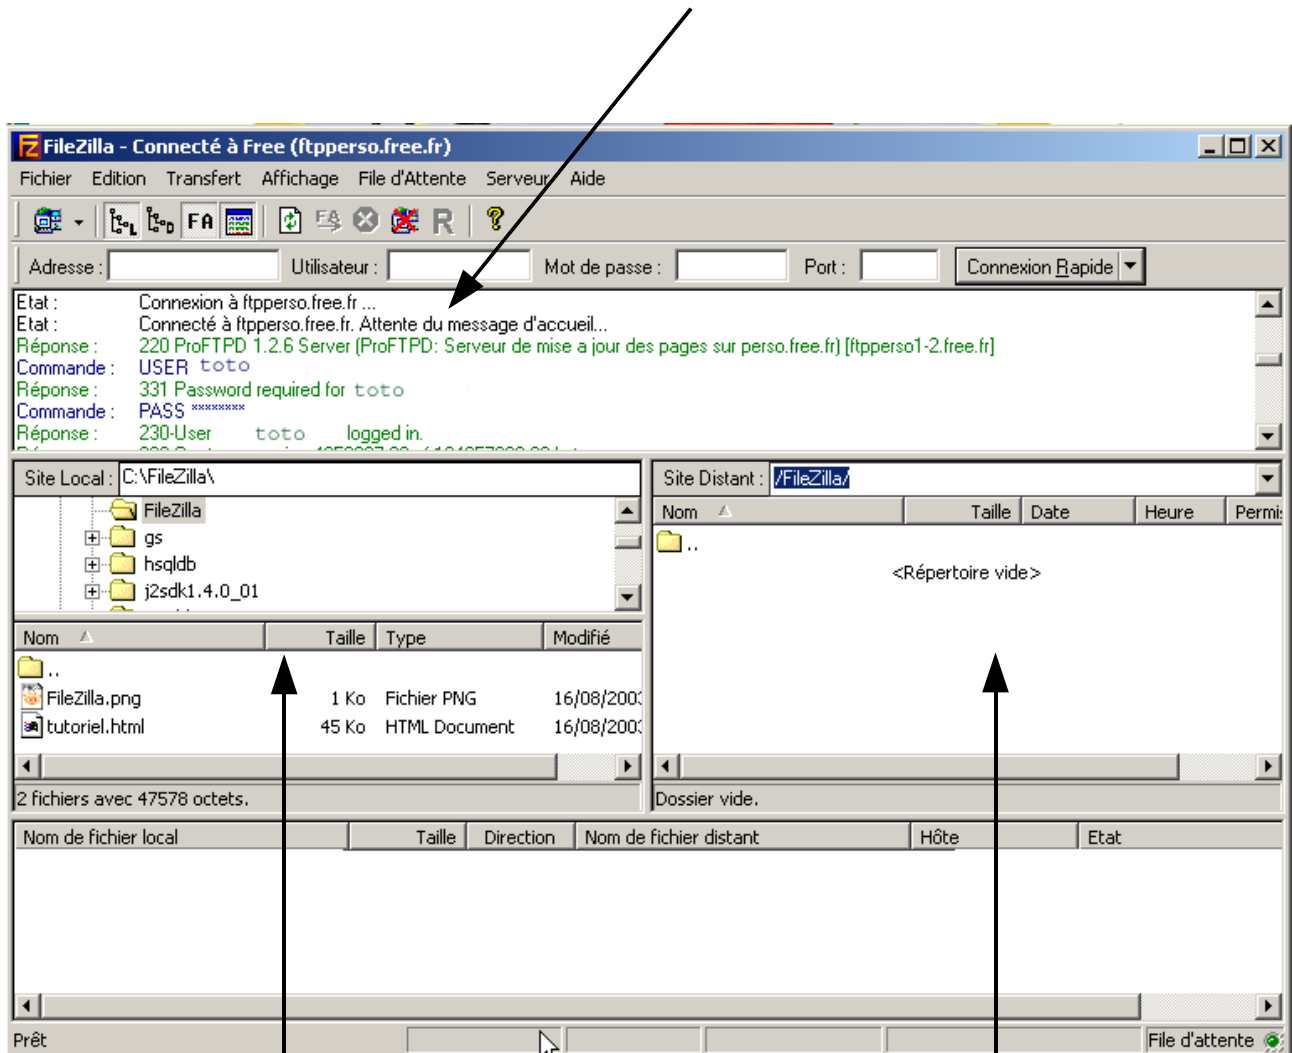 FileZilla - Connecté à Free (ftpperso.free.fr)
Fichier Edition Transfert Affichage File d'Attente Serveur Aide
L D FA FA R ?
Adresse : Utilisateur : Mot de passe : Port : Connexion Rapide
Etat : Connexion à ftpperso.free.fr ...
Etat : Connecté à ftpperso.free.fr. Attente du message d'accueil...
Réponse : 220 ProFTPD 1.2.6 Server (ProFTPD: Serveur de mise a jour des pages sur perso.free.fr) [ftpperso1-2.free.fr]
Commande : USER toto
Réponse : 331 Password required for toto
Commande : PASS ********
Réponse : 230-User toto logged in.
Site Local : C:\FileZilla\
FileZilla
gs
hsqldb
j2sdk1.4.0_01
Nom Taille Type Modifié
..
FileZilla.png 1 Ko Fichier PNG 16/08/200
tutoriel.html 45 Ko HTML Document 16/08/200
2 fichiers avec 47578 octets.
Site Distant : /FileZilla/
Nom Taille Date Heure Permi
..
<Répertoire vide>
Dossier vide.
Nom de fichier local Taille Direction Nom de fichier distant Hôte Etat
Prêt File d'attente